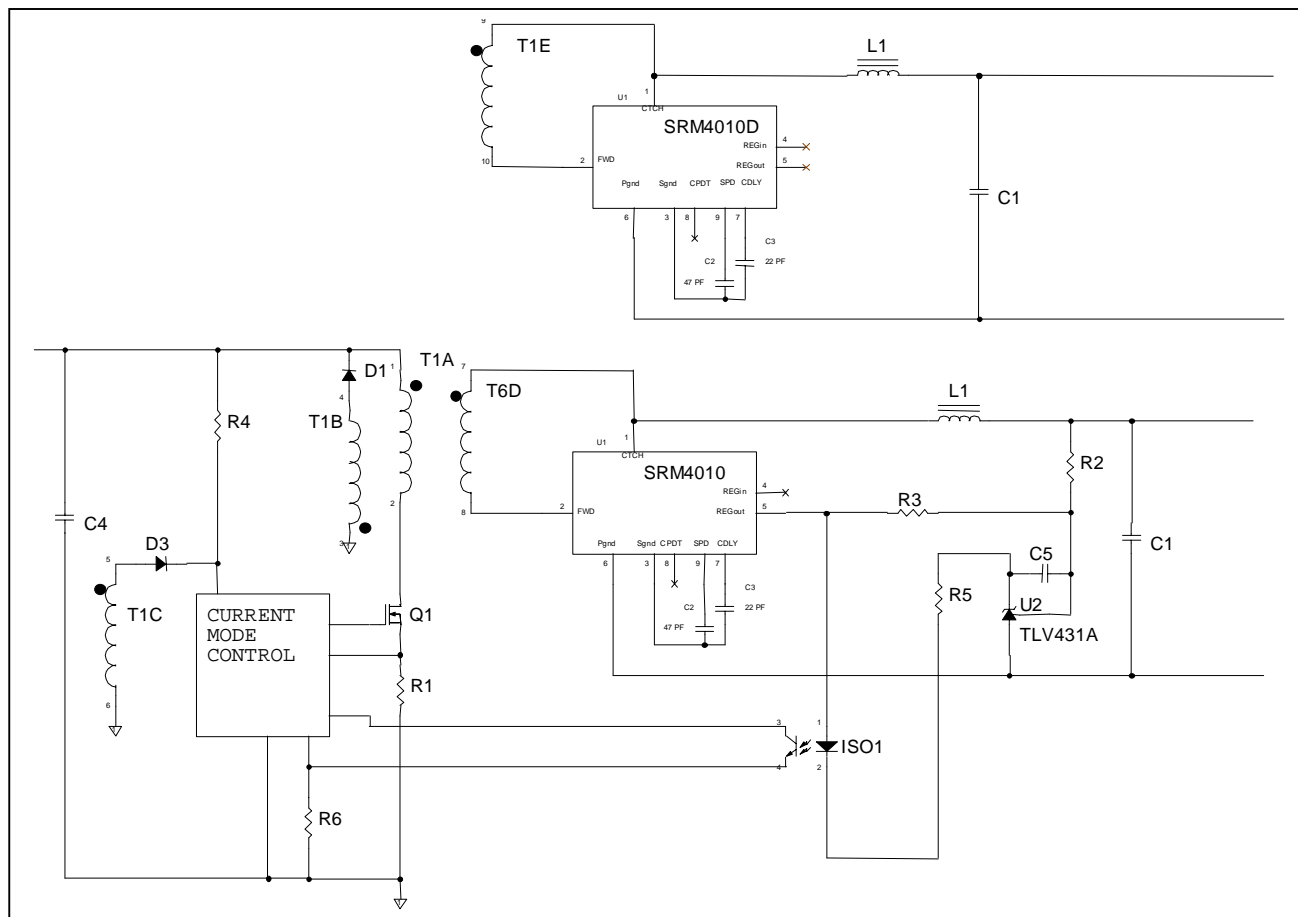 9
T1E
L1
U1
1
CTCH
SRM4010D
REGin
4
REGout
5
10
2
FWD
Pgnd
Sgnd
CPDT
SPD
CDLY
6
3
8
9
7
C1
C3
22 PF
C2
47 PF
T1A
D1
1
7
T6D
L1
4
R4
T1B
U1
1
CTCH
SRM4010
REGin
4
REGout
5
R2
R3
2
8
2
FWD
C4
3
Pgnd
Sgnd
CPDT
SPD
CDLY
6
3
8
9
7
C1
D3
5
C5
C3
22 PF
C2
47 PF
R5
U2
TLV431A
T1C
CURRENT
MODE
CONTROL
Q1
R1
6
3
1
ISO1
4
2
R6